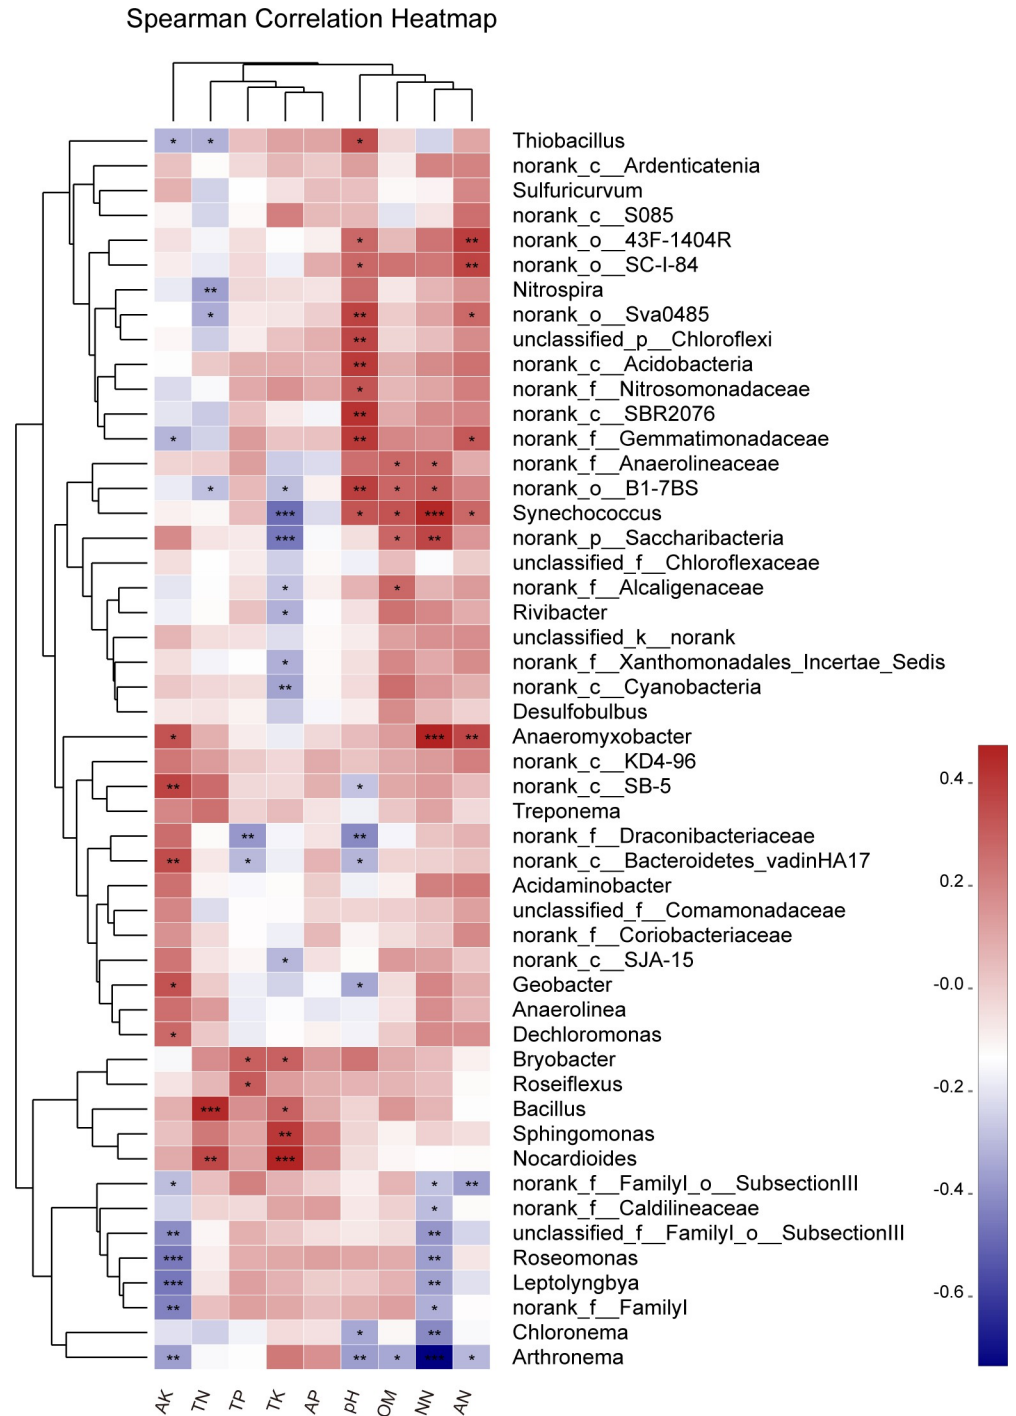 Spearman Correlation Heatmap
* * * Thiobacillus
norank_c__Ardenticatenia
Sulfuricurvum
norank_c__S085
* ** norank_o__43F-1404R
* ** norank_o__SC-I-84
** Nitrospira
* ** * norank_o__Sva0485
** unclassified_p__Chloroflexi
** norank_c__Acidobacteria
* norank_f__Nitrosomonadaceae
** norank_c__SBR2076
* ** * norank_f__Gemmatimonadaceae
* * norank_f__Anaerolineaceae
* * ** * * norank_o__B1-7BS
*** * * *** * Synechococcus
*** * ** norank_p__Saccharibacteria
unclassified_f__Chloroflexaceae
* * norank_f__Alcaligenaceae
* Rivibacter
unclassified_k__norank
* norank_f__Xanthomonadales_Incertae_Sedis
** norank_c__Cyanobacteria
Desulfobulbus
* *** ** Anaeromyxobacter
norank_c__KD4-96
** * norank_c__SB-5
Treponema
** ** norank_f__Draconibacteriaceae
** * * norank_c__Bacteroidetes_vadinHA17
Acidaminobacter
unclassified_f__Comamonadaceae
norank_f__Coriobacteriaceae
* norank_c__SJA-15
* * Geobacter
Anaerolinea
* Dechloromonas
* * Bryobacter
* Roseiflexus
*** * Bacillus
** Sphingomonas
** *** Nocardioides
* * ** norank_f__FamilyI_o__SubsectionIII
* norank_f__Caldilineaceae
** ** unclassified_f__FamilyI_o__SubsectionIII
*** ** Roseomonas
*** ** Leptolyngbya
** * norank_f__FamilyI
* ** Chloronema
** ** * *** * Arthronema
AK TN TP TK AP pH OM NN AN
0.4
0.2
-0.0
-0.2
-0.4
-0.6